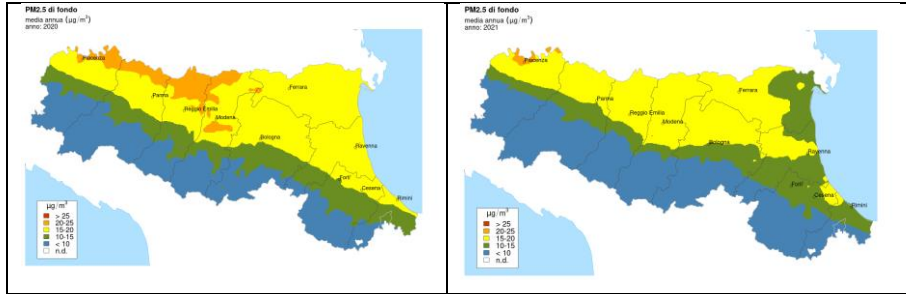 PM2.5 di fondo
media annua (µg/m³)
anno: 2020
Piacenza
Parma
Reggio Emilia
Modena
Ferrara
Bologna
Ravenna
Forlì
Cesena
Rimini
µg/m³
> 25
20-25
15-20
10-15
< 10
n.d.
PM2.5 di fondo
media annua (µg/m³)
anno: 2021
Piacenza
Parma
Reggio Emilia
Modena
Ferrara
Bologna
Ravenna
Forlì
Cesena
Rimini
µg/m³
> 25
20-25
15-20
10-15
< 10
n.d.